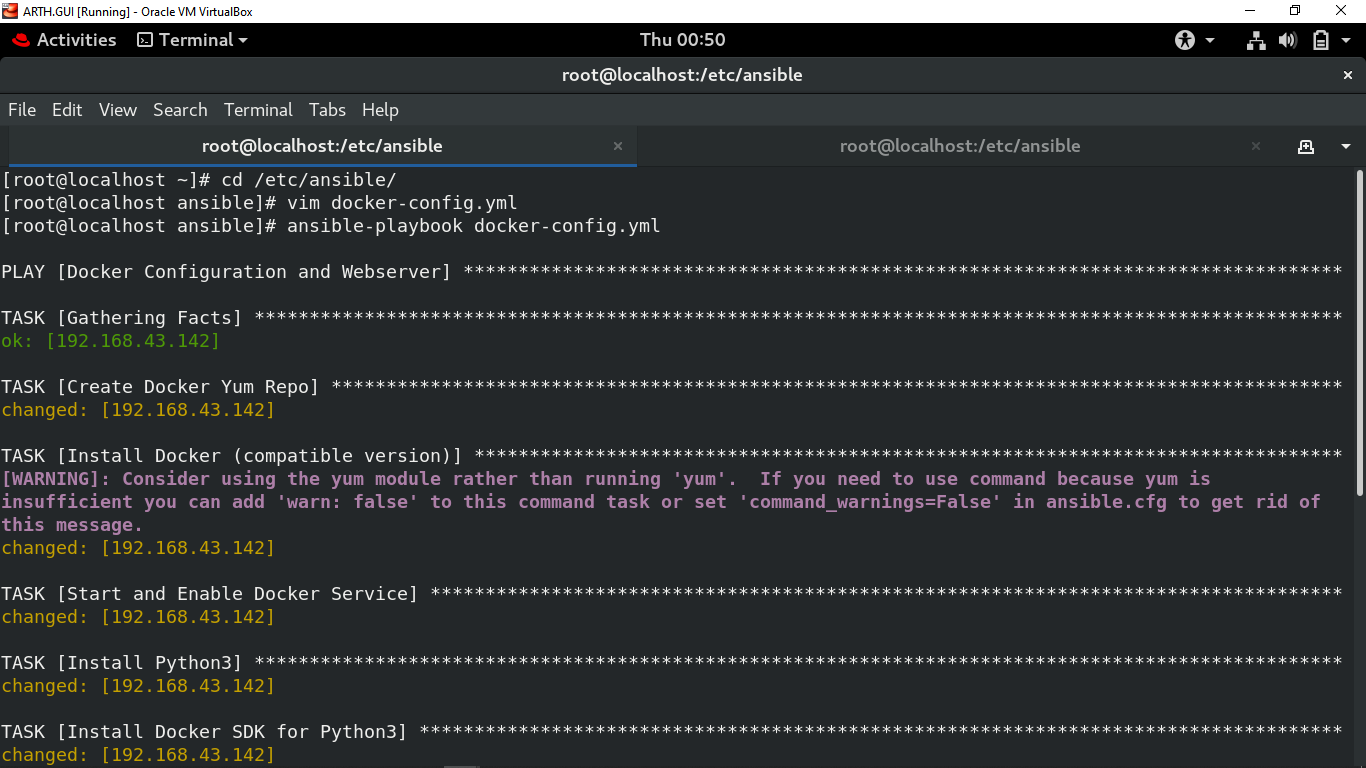 ARTH.GUI [Running] - Oracle VM VirtualBox
Activities Terminal Thu 00:50
root@localhost:/etc/ansible
File Edit View Search Terminal Tabs Help
root@localhost:/etc/ansible × root@localhost:/etc/ansible ×
[root@localhost ~]# cd /etc/ansible/
[root@localhost ansible]# vim docker-config.yml
[root@localhost ansible]# ansible-playbook docker-config.yml
PLAY [Docker Configuration and Webserver] ********************************************************************************
TASK [Gathering Facts] ***************************************************************************************************
ok: [192.168.43.142]
TASK [Create Docker Yum Repo] ********************************************************************************************
changed: [192.168.43.142]
TASK [Install Docker (compatible version)] *******************************************************************************
[WARNING]: Consider using the yum module rather than running 'yum'.  If you need to use command because yum is
insufficient you can add 'warn: false' to this command task or set 'command_warnings=False' in ansible.cfg to get rid of
this message.
changed: [192.168.43.142]
TASK [Start and Enable Docker Service] ***********************************************************************************
changed: [192.168.43.142]
TASK [Install Python3] ***************************************************************************************************
changed: [192.168.43.142]
TASK [Install Docker SDK for Python3] ************************************************************************************
changed: [192.168.43.142]